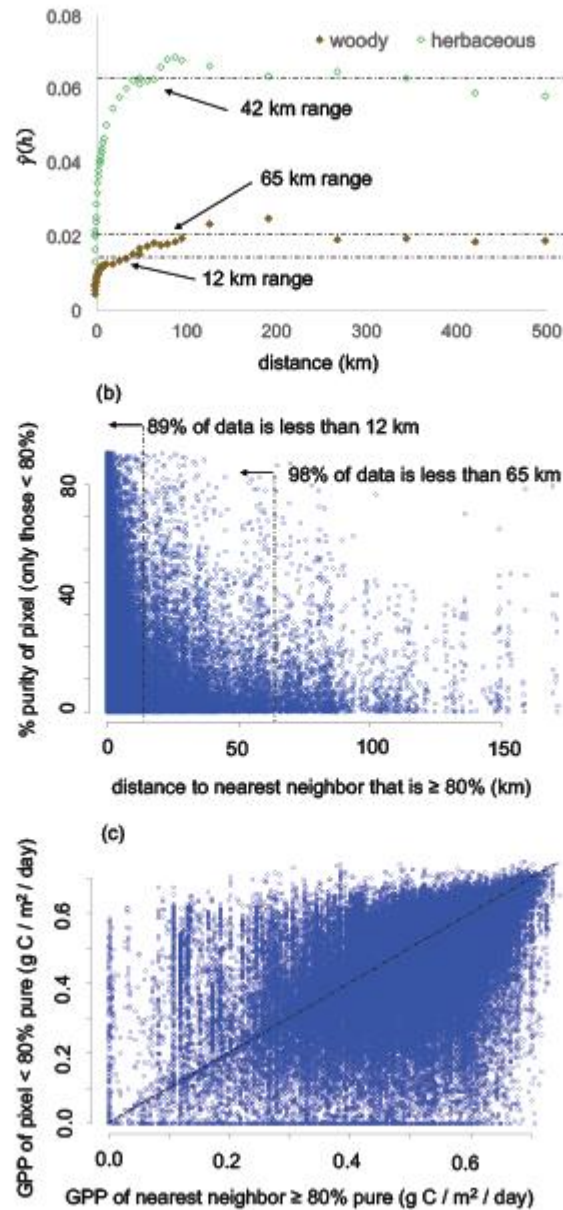 0.08
woody herbaceous
0.06
42 km range
γ̂(h)
0.04
65 km range
0.02
12 km range
0
0 100 200 300 400 500
distance (km)
(b)
89% of data is less than 12 km
98% of data is less than 65 km
% purity of pixel (only those < 80%)
80
40
0
0 50 100 150
distance to nearest neighbor that is ≥ 80% (km)
(c)
GPP of pixel < 80% pure (g C / m² / day)
0.6
0.4
0.2
0.0
0.0 0.2 0.4 0.6
GPP of nearest neighbor ≥ 80% pure (g C / m² / day)